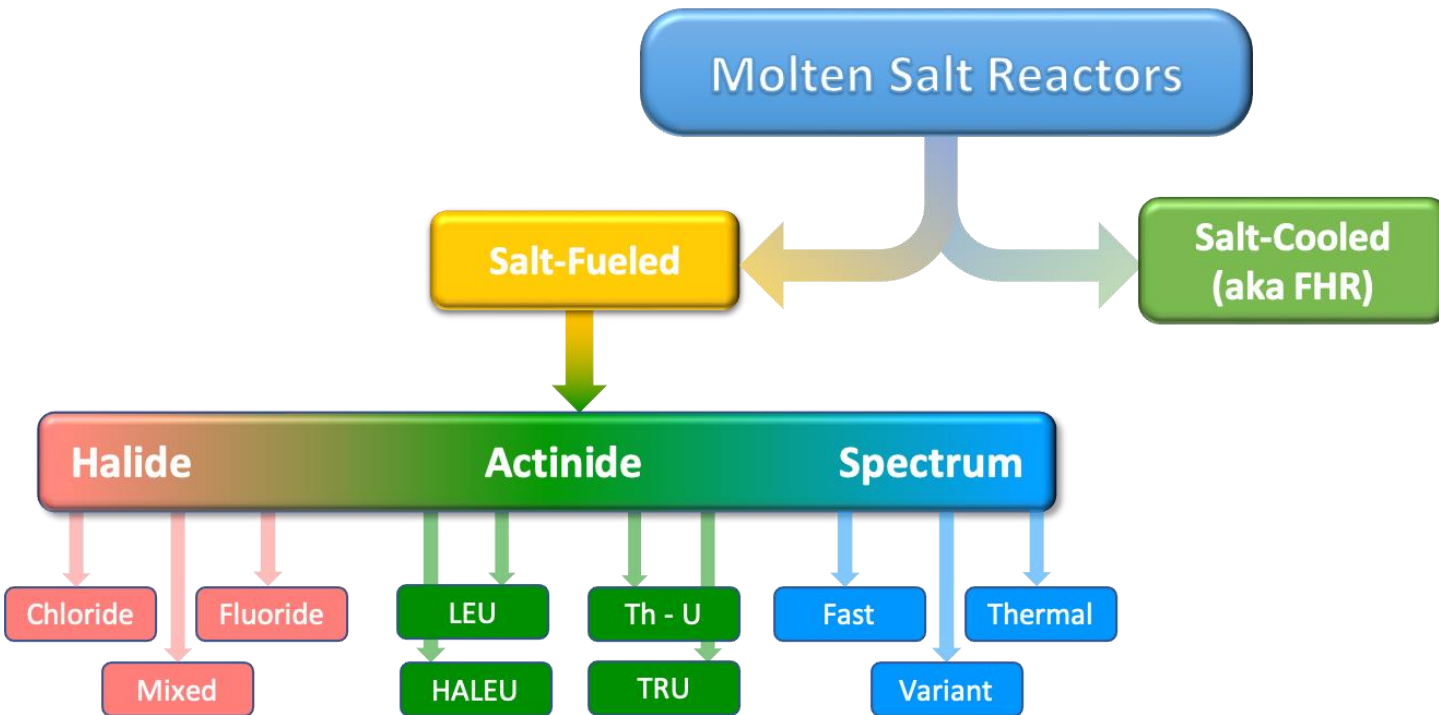 Molten Salt Reactors
Salt-Fueled
Salt-Cooled
(aka FHR)
Halide
Actinide
Spectrum
Chloride
Fluoride
LEU
Th - U
Fast
Thermal
Mixed
HALEU
TRU
Variant